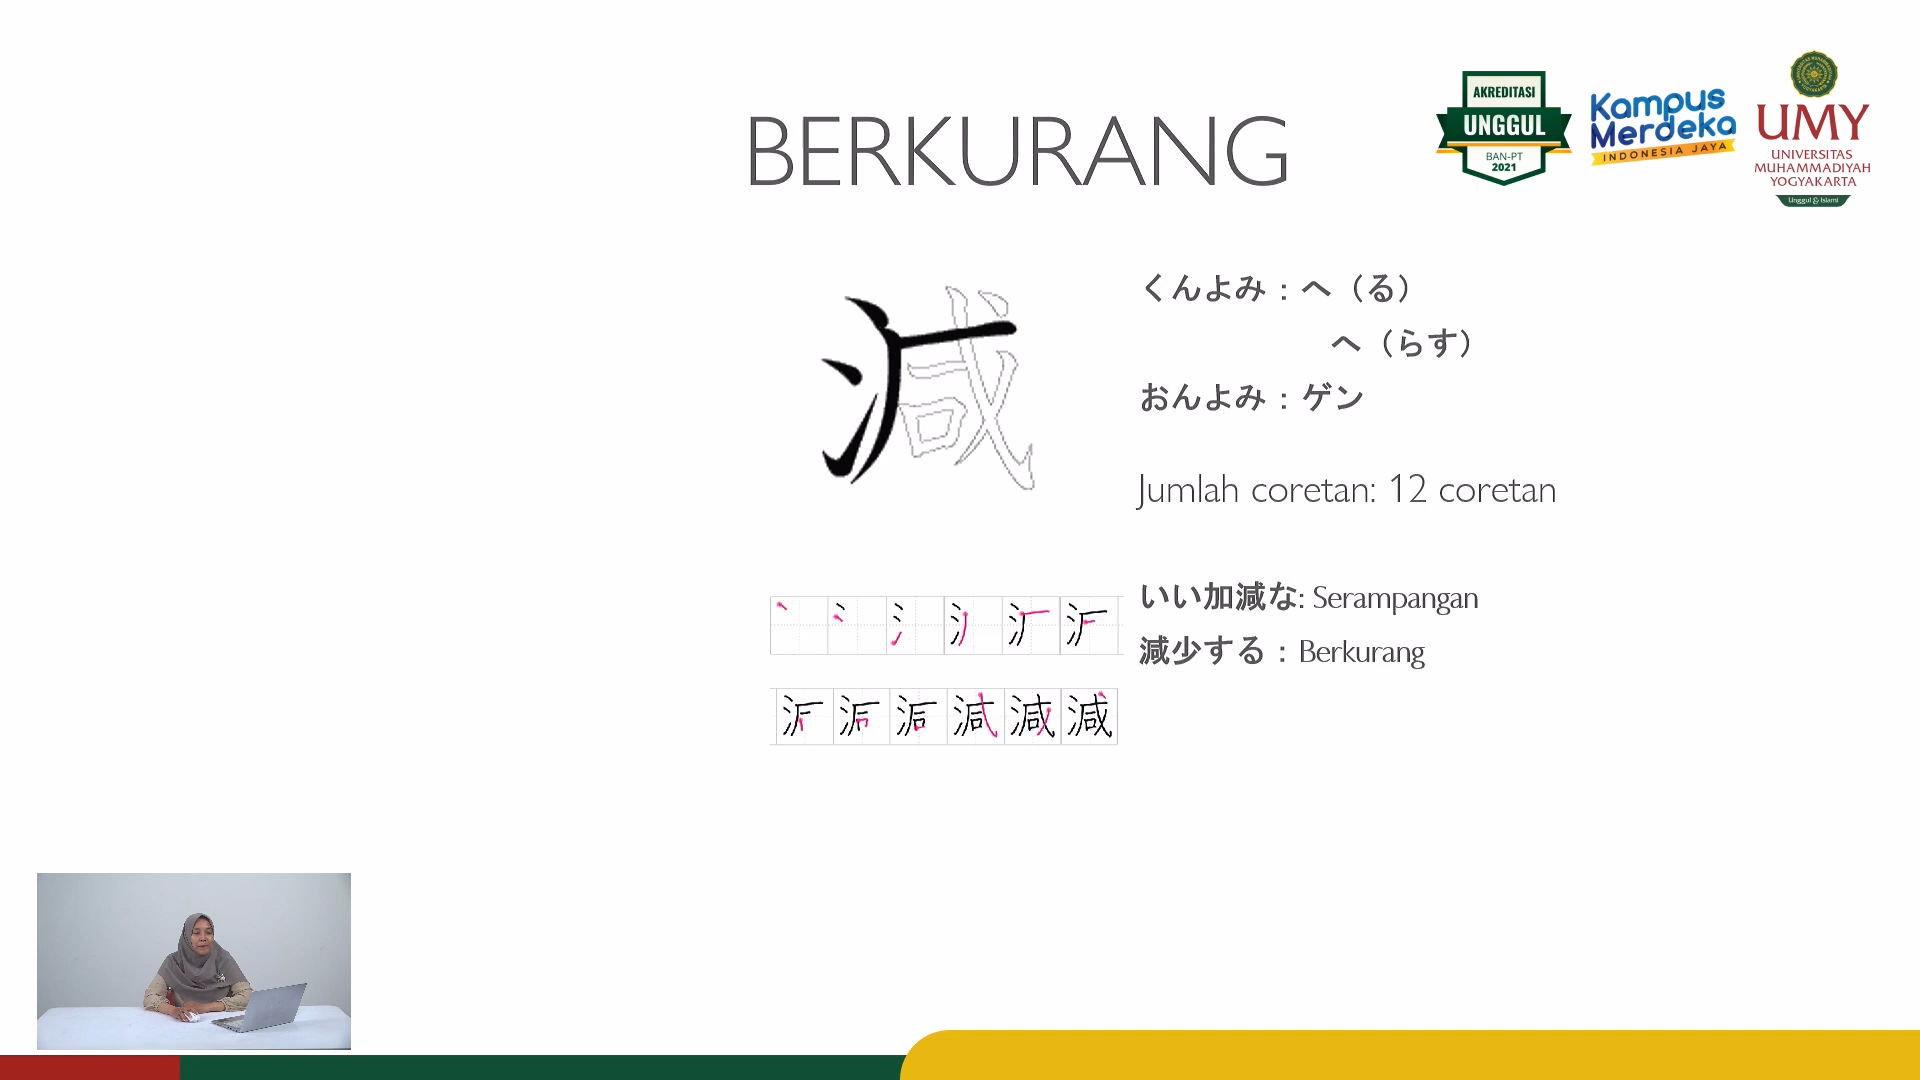 BERKURANG
AKREDITASI
UNGGUL
BAN-PT
2021
Kampus
Merdeka
INDONESIA JAYA
UMY
UNIVERSITAS
MUHAMMADIYAH
YOGYAKARTA
Unggul & Islami
減
くんよみ：へ（る）
へ（らす）
おんよみ：ゲン
Jumlah coretan: 12 coretan
いい加減な: Serampangan
減少する：Berkurang